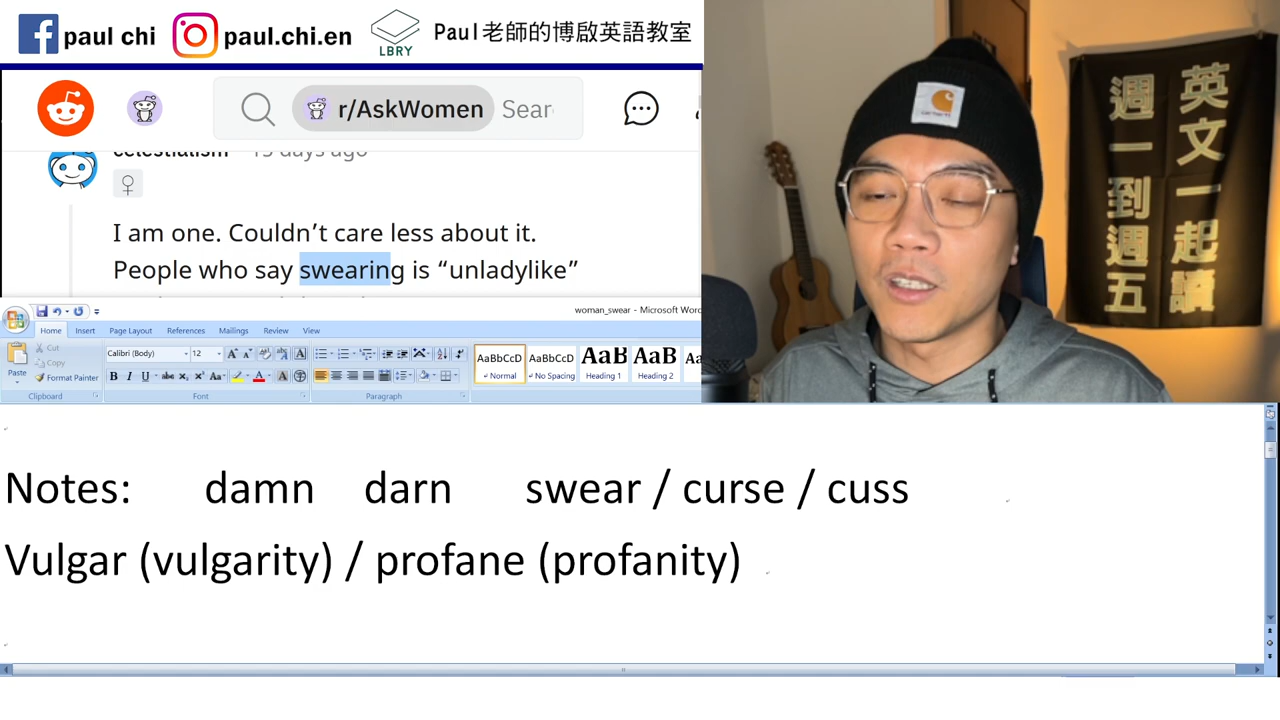 paul chi paul.chi.en LBRY Paul老師的博啟英語教室
r/AskWomen Sear
celestialism 19 days ago
I am one. Couldn’t care less about it.
People who say swearing is “unladylike”
woman_swear - Microsoft Word
Home Insert Page Layout References Mailings Review View
Paste
Cut
Copy
Format Painter
Clipboard
Calibri (Body) 12
Font
Paragraph
AaBbCcD AaBbCcD AaB AaB
Normal No Spacing Heading 1 Heading 2
英文一起讀
週一到週五
Notes: damn darn swear / curse / cuss
Vulgar (vulgarity) / profane (profanity)